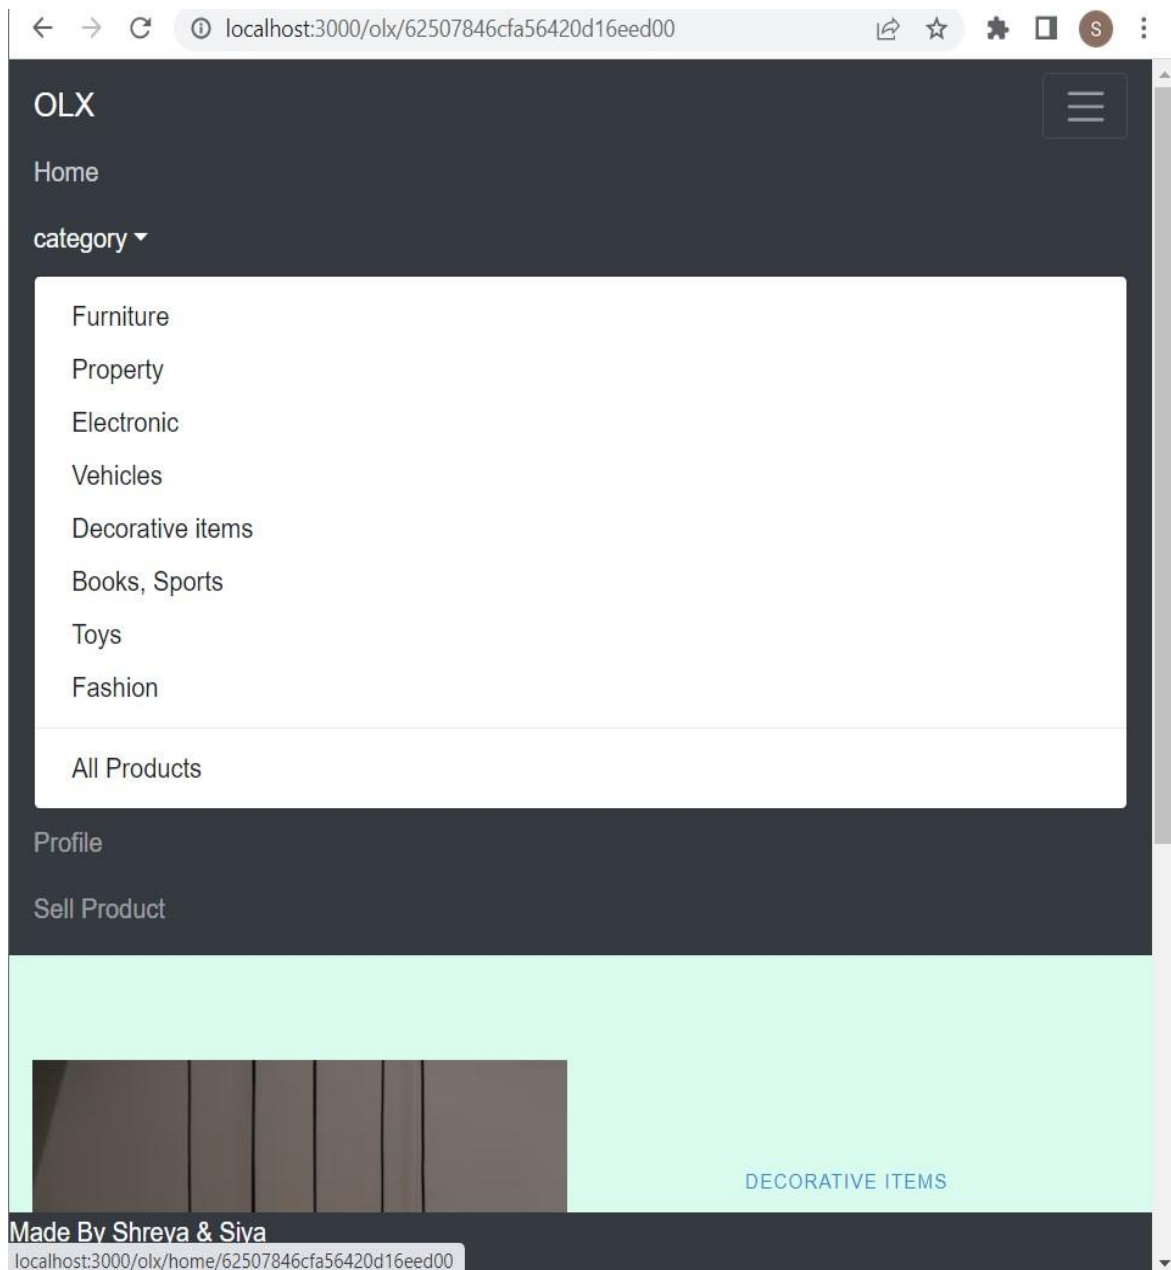 localhost:3000/olx/62507846cfa56420d16eed00
S
OLX
Home
category
Furniture
Property
Electronic
Vehicles
Decorative items
Books, Sports
Toys
Fashion
All Products
Profile
Sell Product
DECORATIVE ITEMS
Made By Shreya & Siya
localhost:3000/olx/home/62507846cfa56420d16eed00